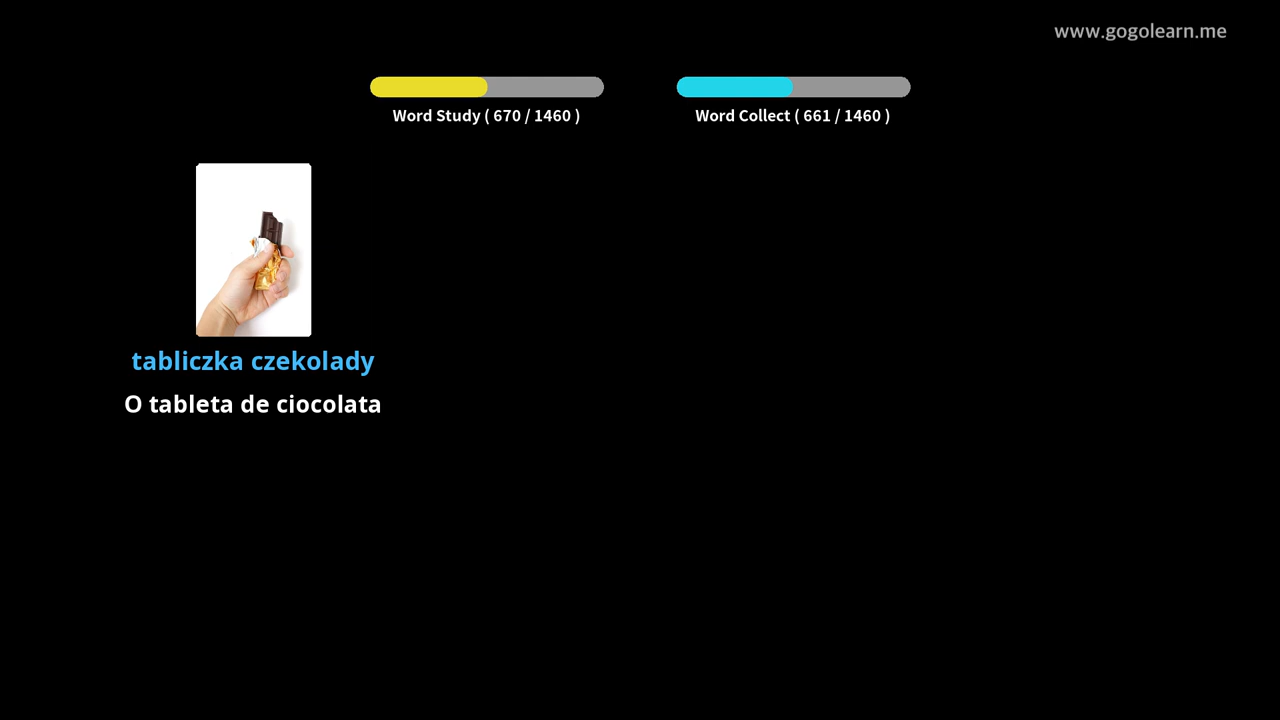 www.gogolearn.me
Word Study ( 670 / 1460 )
Word Collect ( 661 / 1460 )
tabliczka czekolady
O tableta de ciocolata